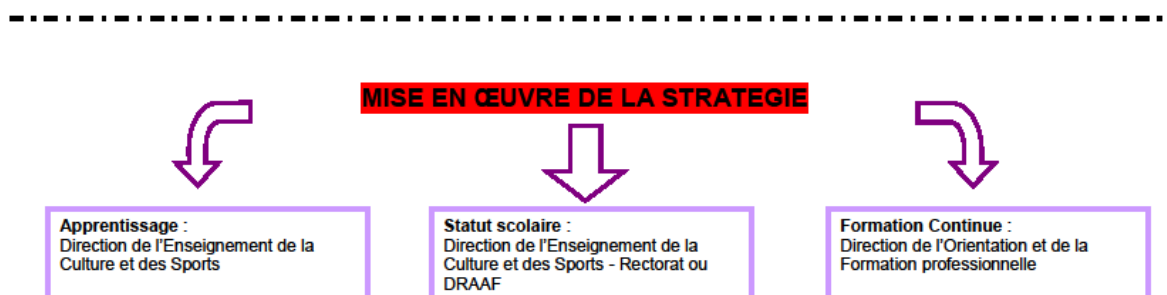 MISE EN ŒUVRE DE LA STRATEGIE
Apprentissage :
Direction de l'Enseignement de la
Culture et des Sports
Statut scolaire :
Direction de l'Enseignement de la
Culture et des Sports - Rectorat ou
DRAAF
Formation Continue :
Direction de l'Orientation et de la
Formation professionnelle